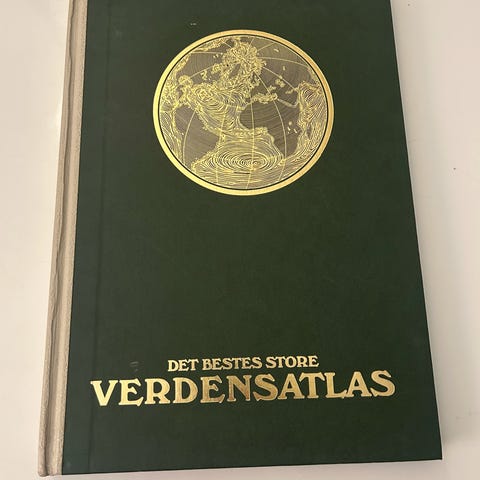 DET BESTES STORE
VERDENSATLAS